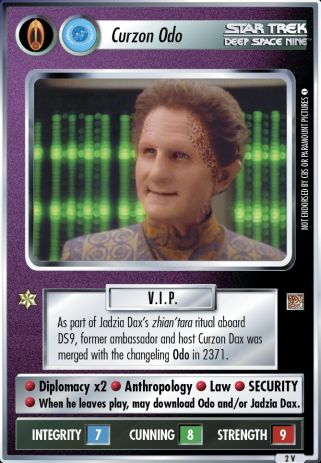 Curzon Odo
STAR TREK
DEEP SPACE NINE
NOT ENDORSED BY CBS OR PARAMOUNT PICTURES
V.I.P.
As part of Jadzia Dax's zhian'tara ritual aboard
DS9, former ambassador and host Curzon Dax was
merged with the changeling Odo in 2371.
• Diplomacy x2 • Anthropology • Law • SECURITY
• When he leaves play, may download Odo and/or Jadzia Dax.
INTEGRITY 7 CUNNING 8 STRENGTH 9
2 V